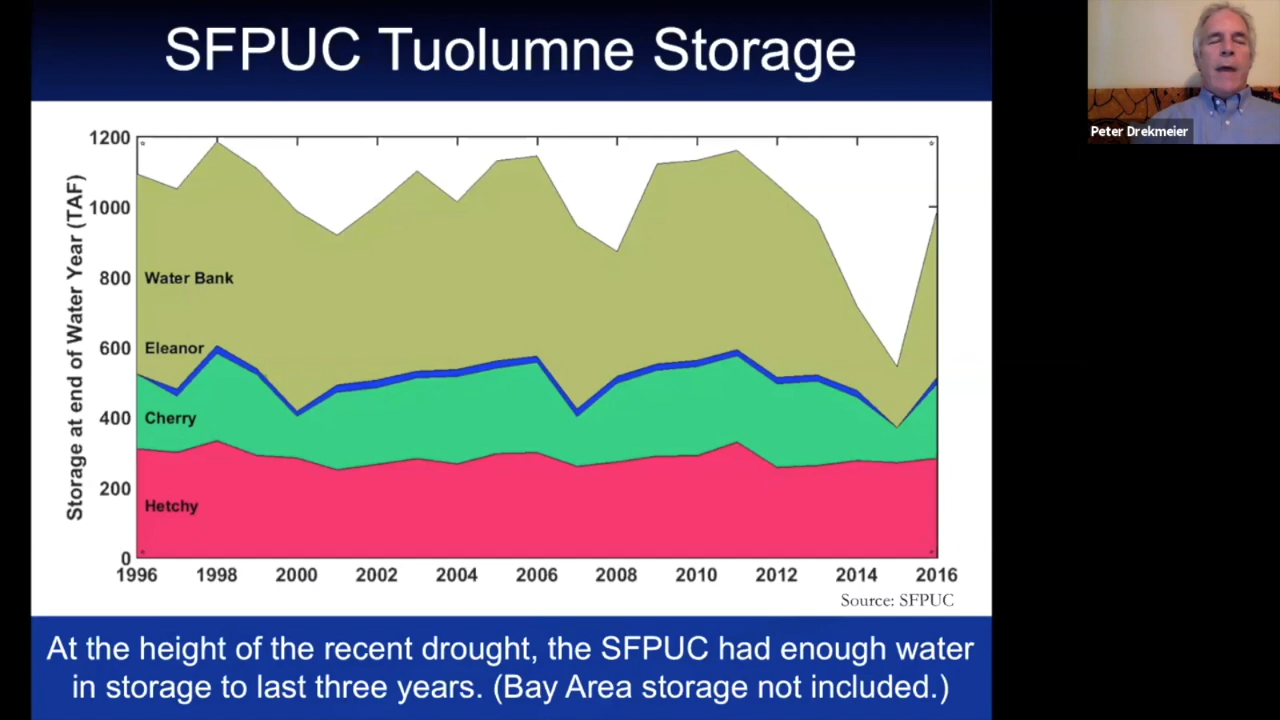 SFPUC Tuolumne Storage
Peter Drekmeier
Storage at end of Water Year (TAF)
1200
1000
800
600
400
200
0
Water Bank
Eleanor
Cherry
Hetchy
1996 1998 2000 2002 2004 2006 2008 2010 2012 2014 2016
Source: SFPUC
At the height of the recent drought, the SFPUC had enough water
in storage to last three years. (Bay Area storage not included.)